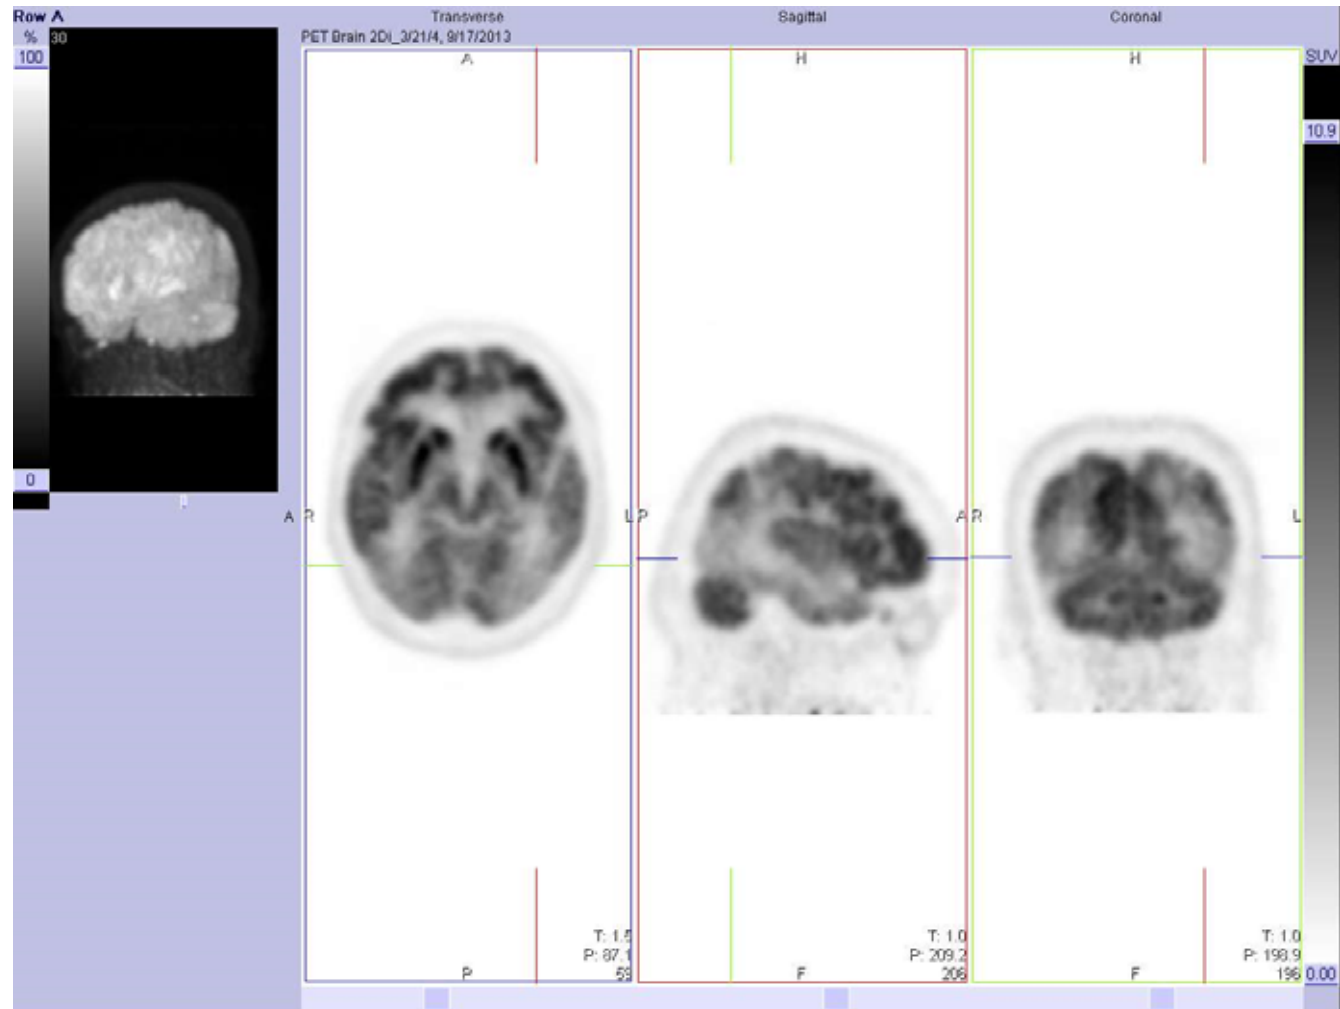 Row A
Transverse
Sagittal
Coronal
%
30
PET Brain 2Di_3/21/4, 9/17/2013
100
A
H
H
SUV
10.9
0
A
R
L
P
A
R
L
T: 1.5
T: 1.0
T: 1.0
P: 87.1
P: 209.2
P: 198.9
P
59
F
206
F
196
0.00